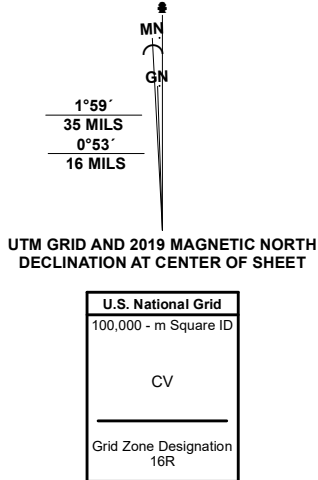 MN
GN
1°59´
35 MILS
0°53´
16 MILS
UTM GRID AND 2019 MAGNETIC NORTH
DECLINATION AT CENTER OF SHEET
U.S. National Grid
100,000 - m Square ID
CV
Grid Zone Designation
16R